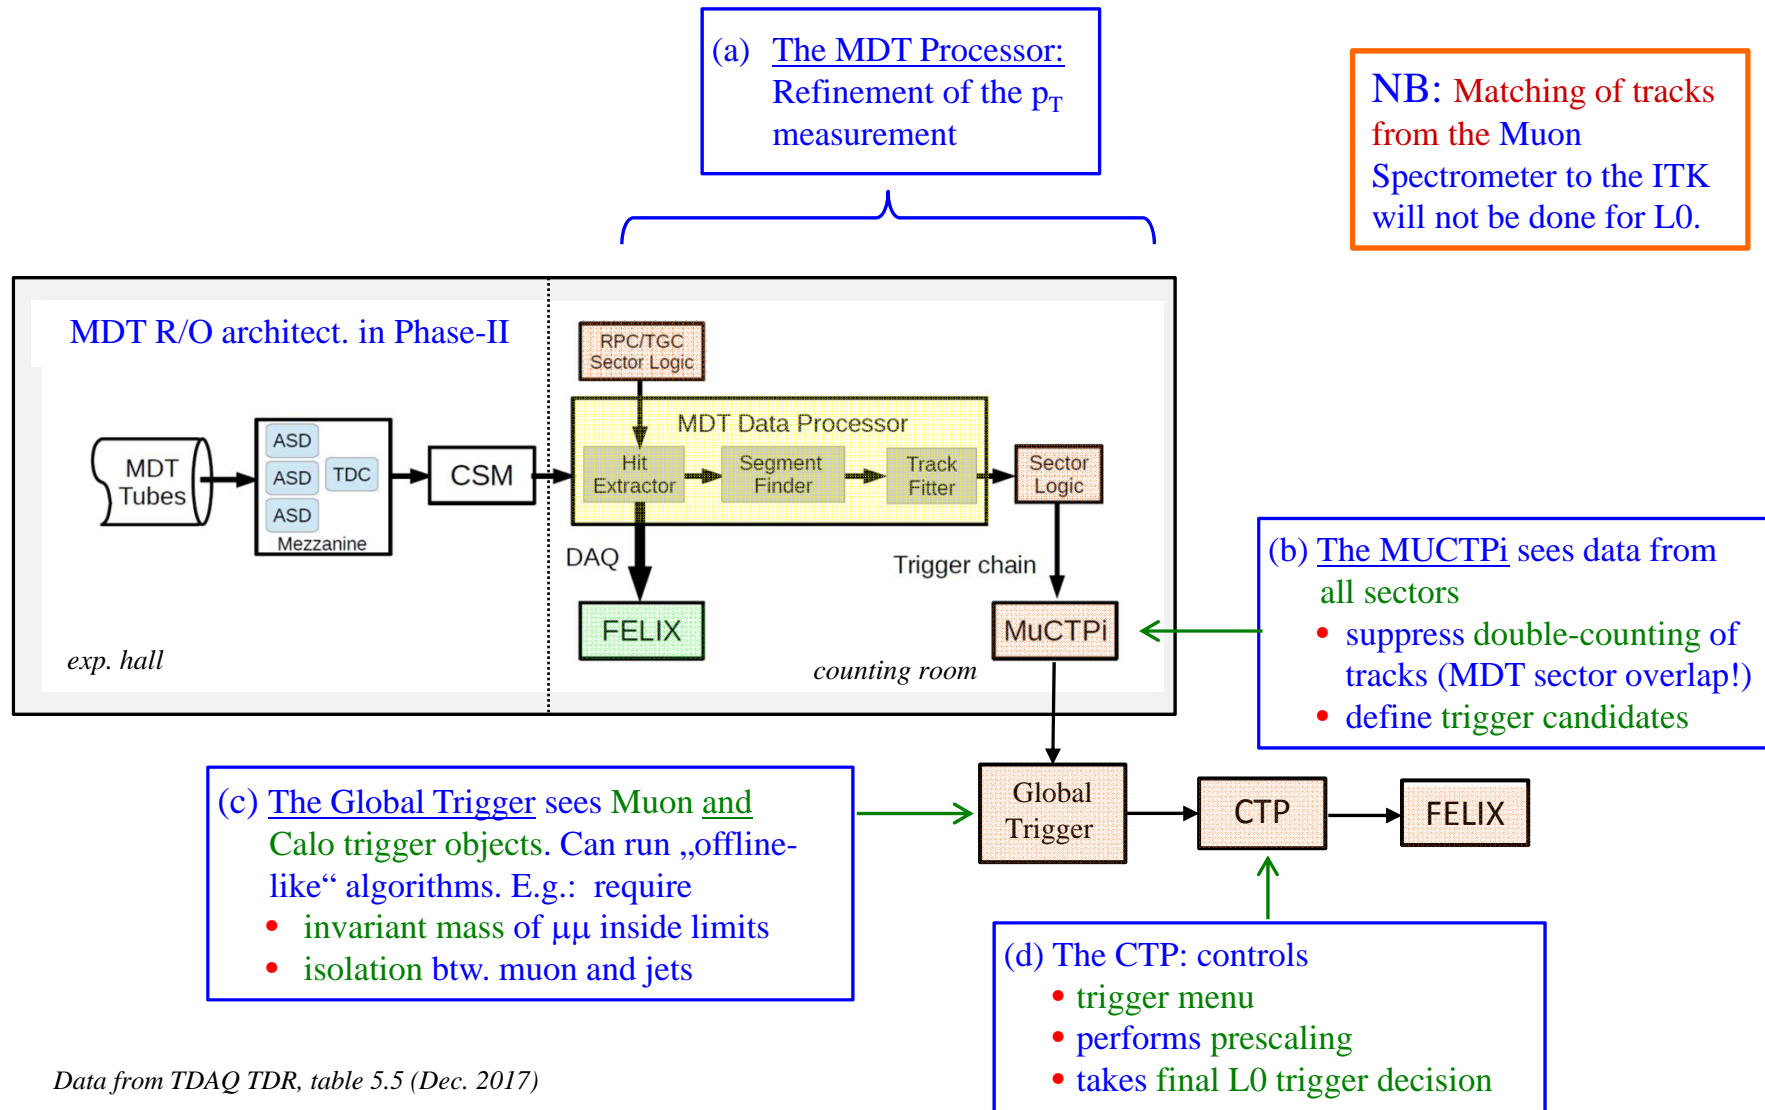 (a) The MDT Processor:
Refinement of the pT
measurement
NB: Matching of tracks
from the Muon
Spectrometer to the ITK
will not be done for L0.
MDT R/O architect. in Phase-II
RPC/TGC
Sector Logic
MDT Data Processor
MDT
Tubes
ASD
ASD
ASD
TDC
Mezzanine
CSM
Hit
Extractor
Segment
Finder
Track
Fitter
Sector
Logic
DAQ
Trigger chain
FELIX
MuCTPi
exp. hall
counting room
(b) The MUCTPi sees data from
all sectors
• suppress double-counting of
tracks (MDT sector overlap!)
• define trigger candidates
(c) The Global Trigger sees Muon and
Calo trigger objects. Can run „offline-
like“ algorithms. E.g.: require
• invariant mass of μμ inside limits
• isolation btw. muon and jets
Global
Trigger
CTP
FELIX
(d) The CTP: controls
• trigger menu
• performs prescaling
• takes final L0 trigger decision
Data from TDAQ TDR, table 5.5 (Dec. 2017)